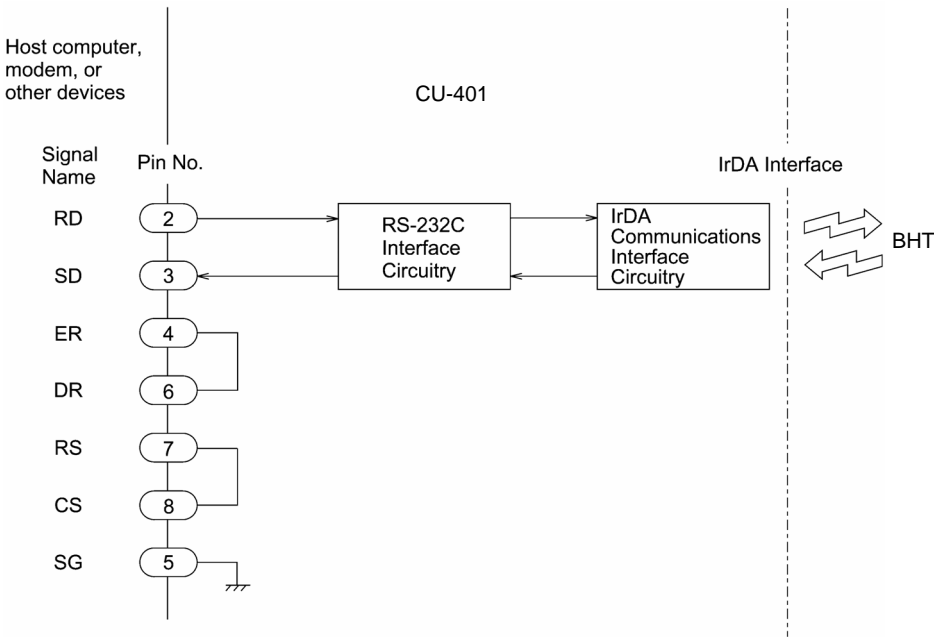 Host computer,
modem, or
other devices
CU-401
Signal
Name
Pin No.
IrDA Interface
RD
2
RS-232C
Interface
Circuitry
IrDA
Communications
Interface
Circuitry
BHT
SD
3
ER
4
DR
6
RS
7
CS
8
SG
5